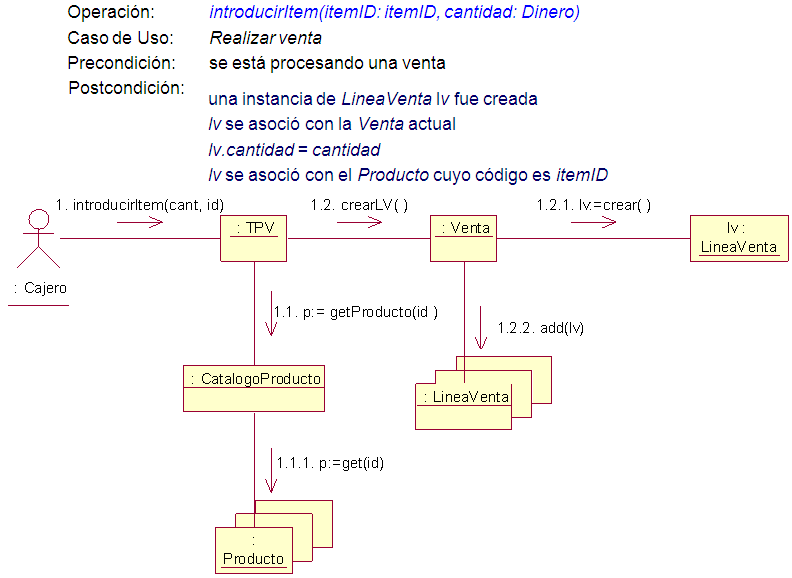 Operación: introducirItem(itemID: itemID, cantidad: Dinero)
Caso de Uso: Realizar venta
Precondición: se está procesando una venta
Postcondición:
una instancia de LineaVenta lv fue creada
lv se asoció con la Venta actual
lv.cantidad = cantidad
lv se asoció con el Producto cuyo código es itemID
1. introducirItem(cant, id)
1.2. crearLV( )
1.2.1. lv:=crear( )
: TPV
: Venta
lv :
LineaVenta
: Cajero
1.1. p:= getProducto(id )
1.2.2. add(lv)
: CatalogoProducto
: LineaVenta
1.1.1. p:=get(id)
:
Producto